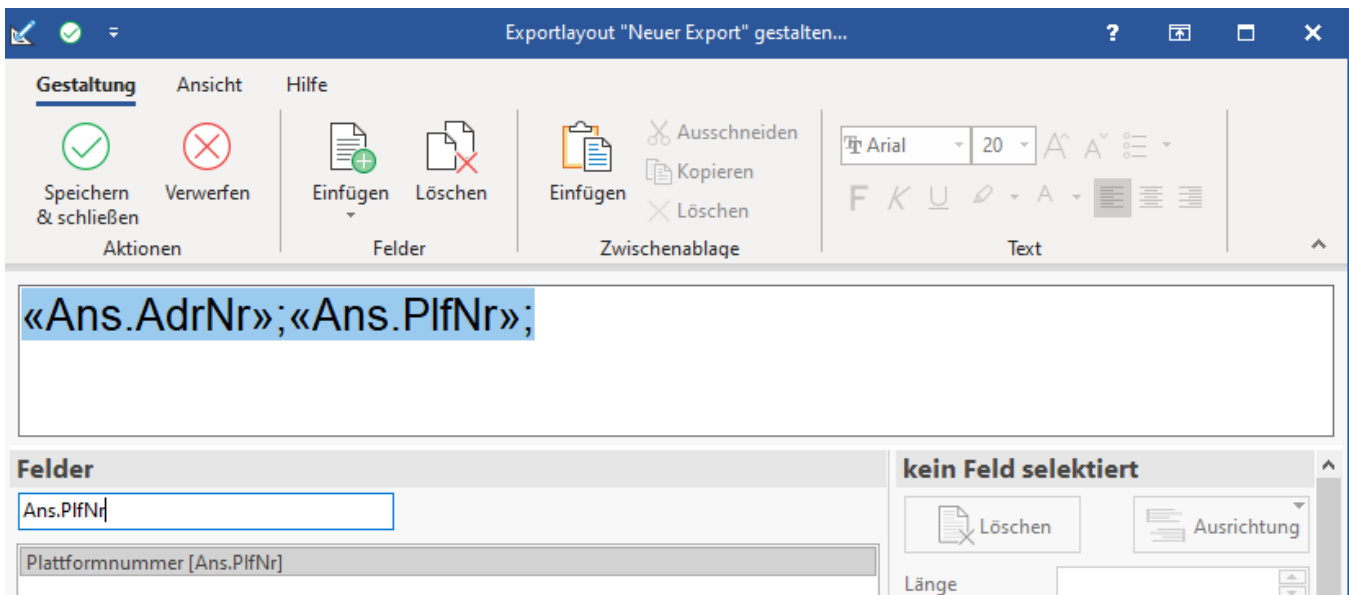 Exportlayout "Neuer Export" gestalten...
?
Gestaltung Ansicht Hilfe
Speichern & schließen
Verwerfen
Einfügen
Löschen
Einfügen
Ausschneiden
Kopieren
Löschen
Arial 20
F K U A
Aktionen Felder Zwischenablage Text
«Ans.AdrNr»;«Ans.PlfNr»;
Felder
kein Feld selektiert
Ans.PlfNr
Löschen Ausrichtung
Plattformnummer [Ans.PlfNr]
Länge